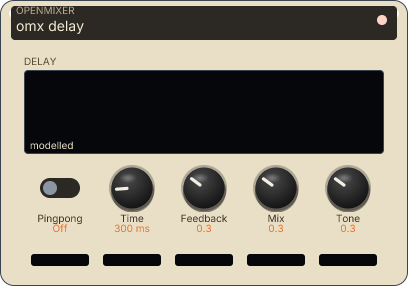 OPENMIXER
omx delay
DELAY
modelled
Pingpong Time Feedback Mix Tone
Off 300 ms 0.3 0.3 0.3